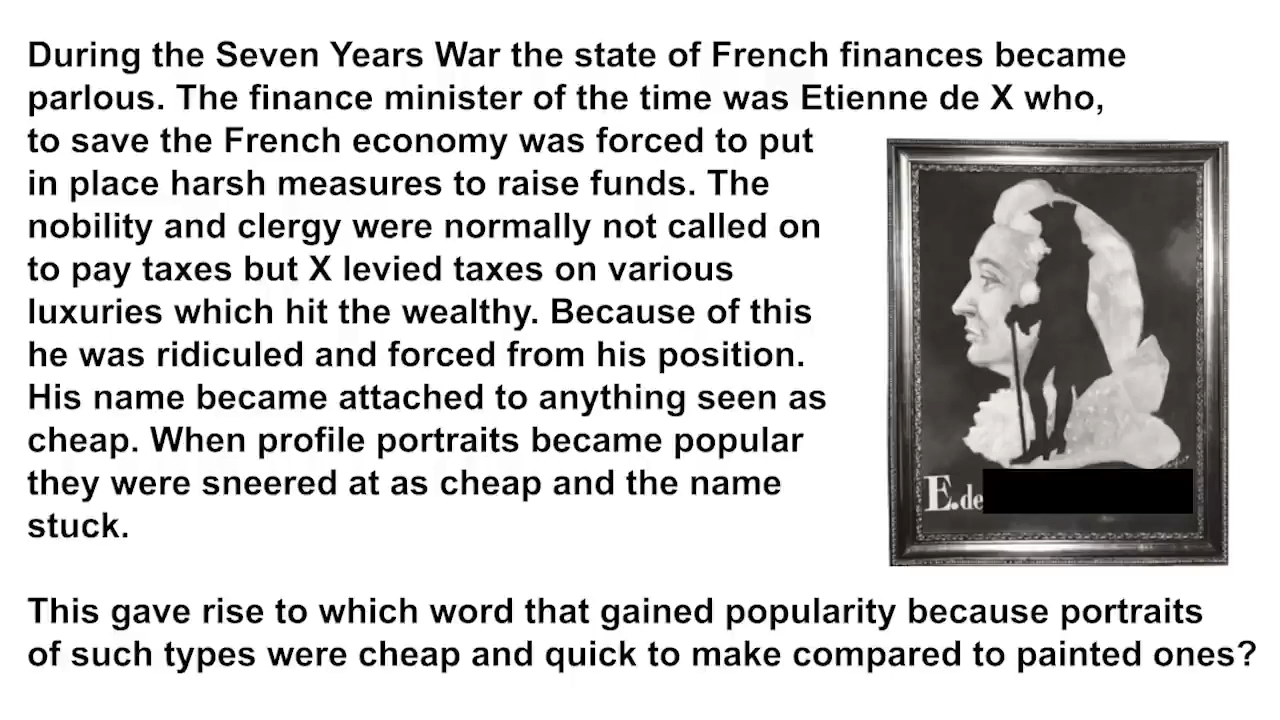 During the Seven Years War the state of French finances became
parlous. The finance minister of the time was Etienne de X who,
to save the French economy was forced to put
in place harsh measures to raise funds. The
nobility and clergy were normally not called on
to pay taxes but X levied taxes on various
luxuries which hit the wealthy. Because of this
he was ridiculed and forced from his position.
His name became attached to anything seen as
cheap. When profile portraits became popular
they were sneered at as cheap and the name
stuck.
E. de
This gave rise to which word that gained popularity because portraits
of such types were cheap and quick to make compared to painted ones?